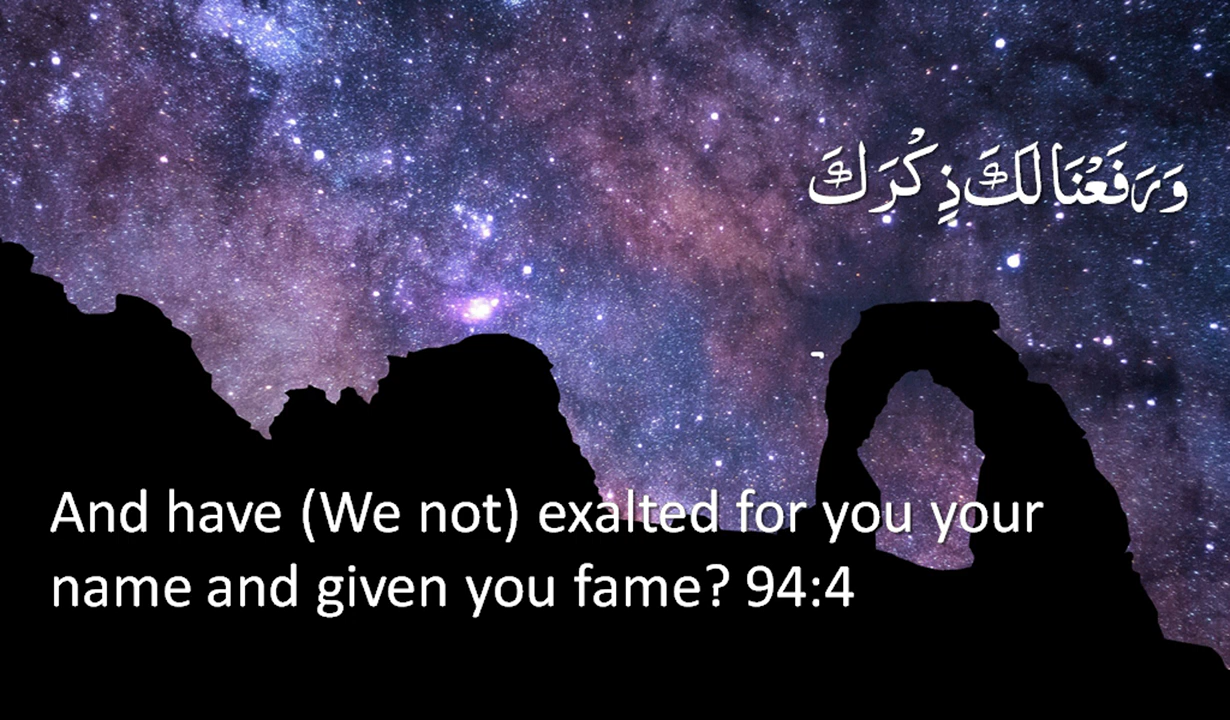 وَرَفَعْنَا لَكَ ذِكْرَكَ
And have (We not) exalted for you your
name and given you fame? 94:4